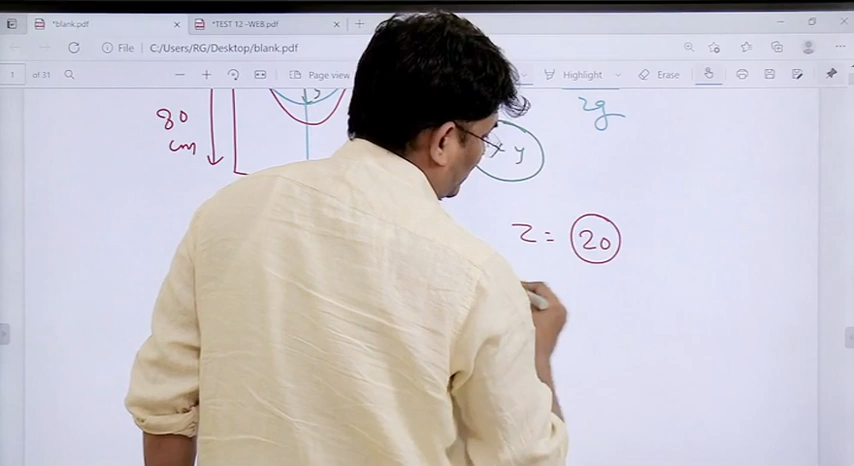 *blank.pdf
*TEST 12 -WEB.pdf
File C:/Users/RG/Desktop/blank.pdf
1 of 31 Page view Highlight Erase
80
cm
y
2g
x y
z = 20